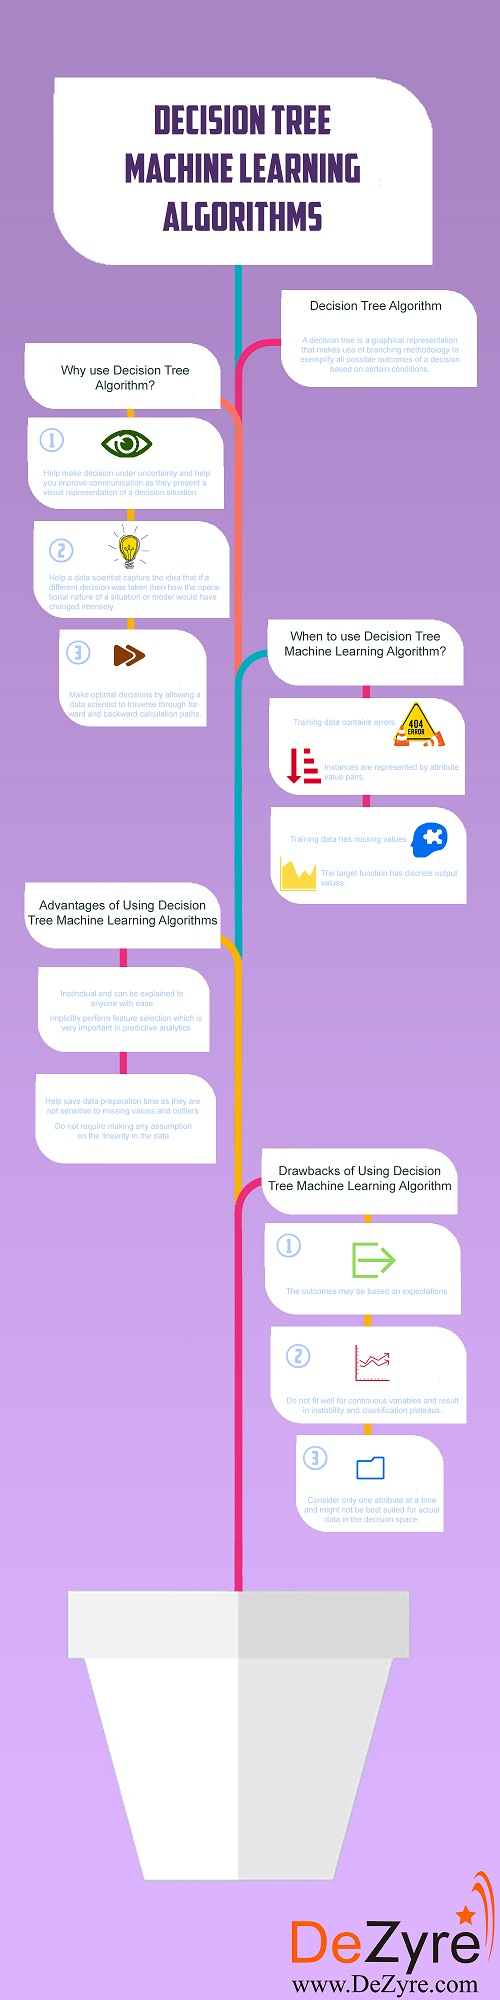 DECISION TREE
MACHINE LEARNING
ALGORITHMS
Decision Tree Algorithm
A decision tree is a graphical representation
that makes use of branching methodology to
exemplify all possible outcomes of a decision
based on certain conditions.
Why use Decision Tree
Algorithm?
1
Help make decision under uncertainty and help
you improve communication as they present a
visual representation of a decision situation.
2
Help a data scientist capture the idea that if a
different decision was taken then how the opera-
tional nature of a situation or model would have
changed intensely.
3
Make optimal decisions by allowing a
data scientist to traverse through for-
ward and backward calculation paths.
When to use Decision Tree
Machine Learning Algorithm?
Training data contains errors.
404
ERROR
Instances are represented by attribute
value pairs.
Training data has missing values.
The target function has discrete output
values.
Advantages of Using Decision
Tree Machine Learning Algorithms
Instinctual and can be explained to
anyone with ease
Implicitly perform feature selection which is
very important in predictive analytics
Help save data preparation time as they are
not sensitive to missing values and outliers
Do not require making any assumption
on the linearity in the data
Drawbacks of Using Decision
Tree Machine Learning Algorithm
1
The outcomes may be based on expectations.
2
Do not fit well for continuous variables and result
in instability and classification plateaus.
3
Consider only one attribute at a time
and might not be best suited for actual
data in the decision space.
DeZyre
www.DeZyre.com